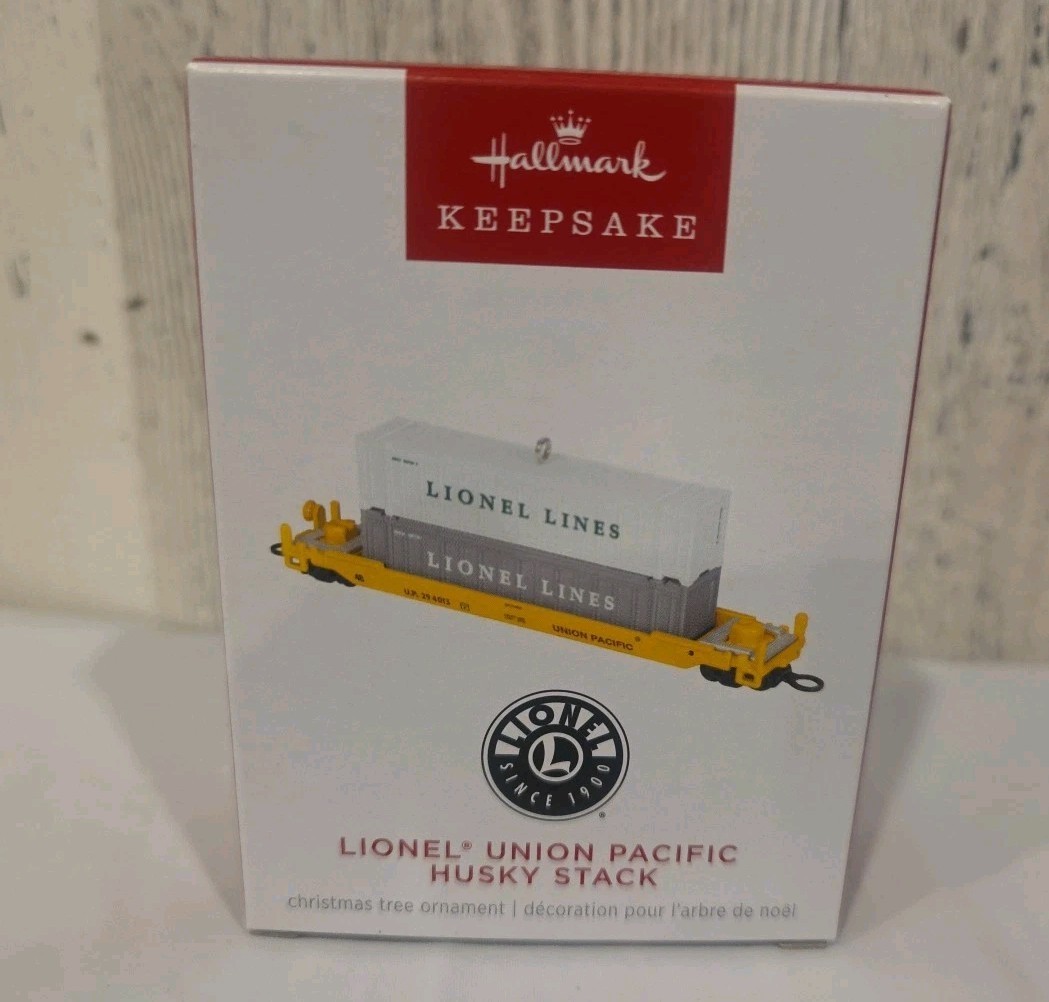 Hallmark
KEEPSAKE
LIONEL LINES
LIONEL LINES
U.P. 294013
UNION PACIFIC
LIONEL
L
SINCE 1900
LIONEL® UNION PACIFIC
HUSKY STACK
christmas tree ornament | décoration pour l'arbre de noël